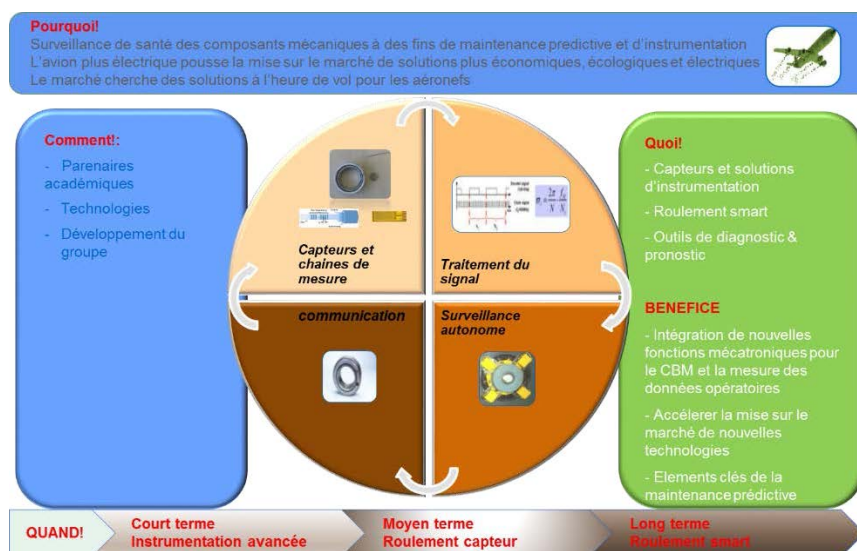 Pourquoi!
Surveillance de santé des composants mécaniques à des fins de maintenance predictive et d'instrumentation
L'avion plus électrique pousse la mise sur le marché de solutions plus économiques, écologiques et électriques
Le marché cherche des solutions à l'heure de vol pour les aéronefs
Comment!:
- Parenaires
académiques
- Technologies
- Développement du
groupe
Capteurs et
chaines de
mesure
Traitement du
signal
communication
Surveillance
autonome
Quoi!
- Capteurs et solutions
d'instrumentation
- Roulement smart
- Outils de diagnostic &
pronostic
BENEFICE
- Intégration de nouvelles
fonctions mécatroniques pour
le CBM et la mesure des
données opératoires
- Accélérer la mise sur le
marché de nouvelles
technologies
- Elements clés de la
maintenance prédictive
QUAND!
Court terme
Instrumentation avancée
Moyen terme
Roulement capteur
Long terme
Roulement smart